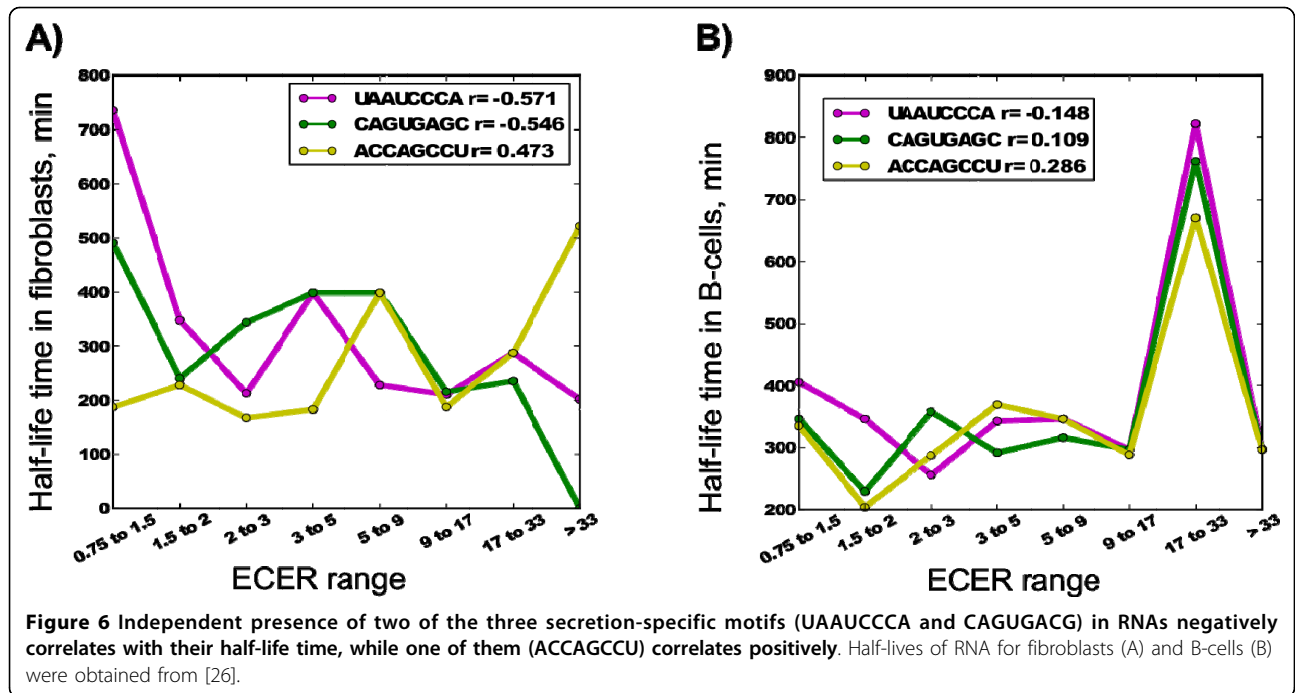 A)
Half-life time in fibroblasts, min
800
700
600
500
400
300
200
100
0
UAAUCCCA r= -0.571
CAGUGAGC r= -0.546
ACCAGCCU r= 0.473
0.75 to 1.5
1.5 to 2
2 to 3
3 to 5
5 to 9
9 to 17
17 to 33
> 33
ECER range
B)
Half-life time in B-cells, min
900
800
700
600
500
400
300
200
UAAUCCCA r= -0.148
CAGUGAGC r= 0.109
ACCAGCCU r= 0.286
0.75 to 1.5
1.5 to 2
2 to 3
3 to 5
5 to 9
9 to 17
17 to 33
> 33
ECER range
Figure 6 Independent presence of two of the three secretion-specific motifs (UAAUCCCA and CAGUGACG) in RNAs negatively
correlates with their half-life time, while one of them (ACCAGCCU) correlates positively. Half-lives of RNA for fibroblasts (A) and B-cells (B)
were obtained from [26].